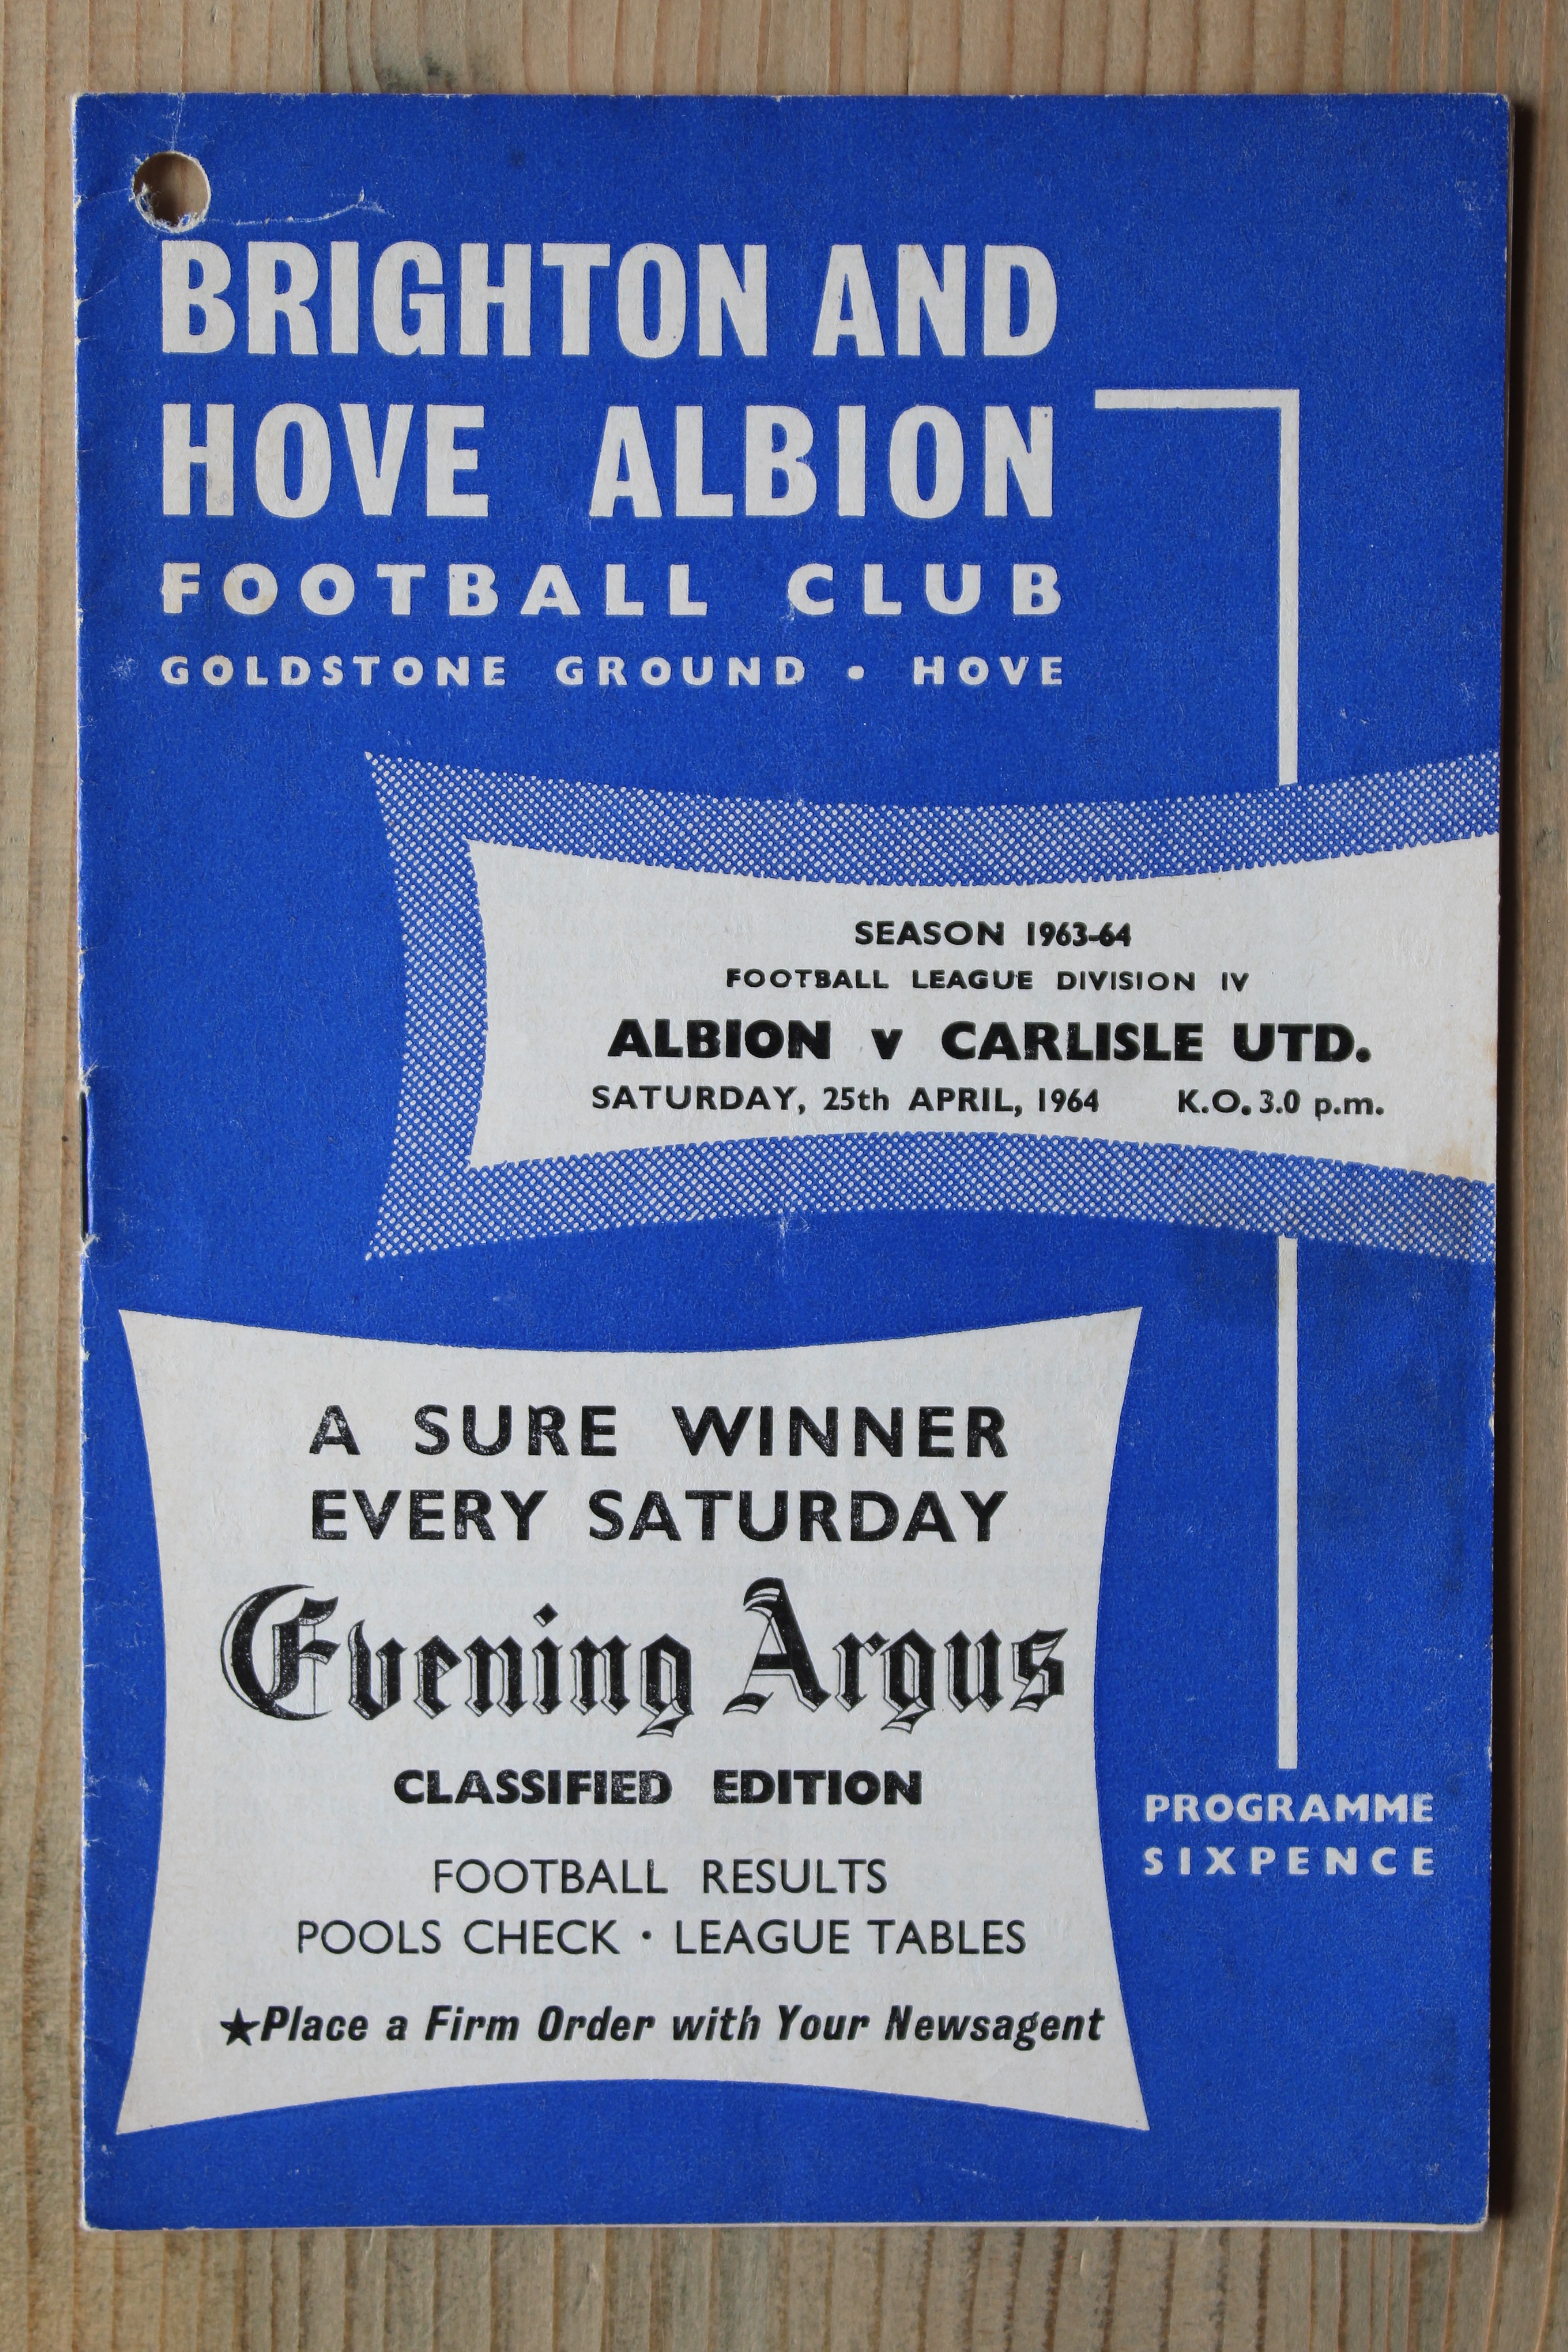 BRIGHTON AND
HOVE ALBION
FOOTBALL CLUB
GOLDSTONE GROUND • HOVE
SEASON 1963-64
FOOTBALL LEAGUE DIVISION IV
ALBION v CARLISLE UTD.
SATURDAY, 25th APRIL, 1964 K.O. 3.0 p.m.
A SURE WINNER
EVERY SATURDAY
Evening Argus
CLASSIFIED EDITION
FOOTBALL RESULTS
POOLS CHECK • LEAGUE TABLES
★Place a Firm Order with Your Newsagent
PROGRAMME
SIXPENCE